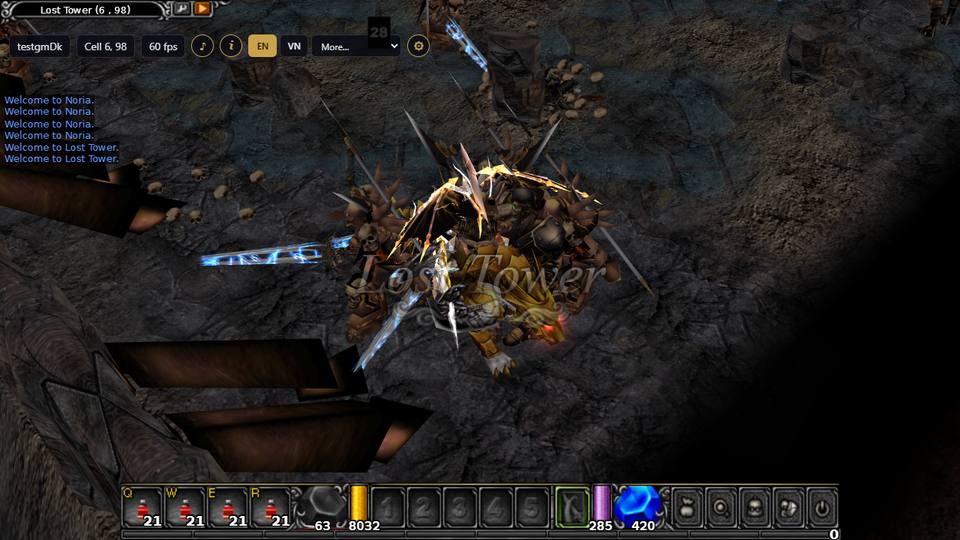 Lost Tower (6 , 98)
testgmDk
Cell 6, 98
60 fps
i
EN
VN
More...
28
Welcome to Noria.
Welcome to Noria.
Welcome to Noria.
Welcome to Noria.
Welcome to Lost Tower.
Welcome to Lost Tower.
Lost Tower
Q
W
E
R
21
21
21
21
63
8032
1
2
3
4
5
285
420
0